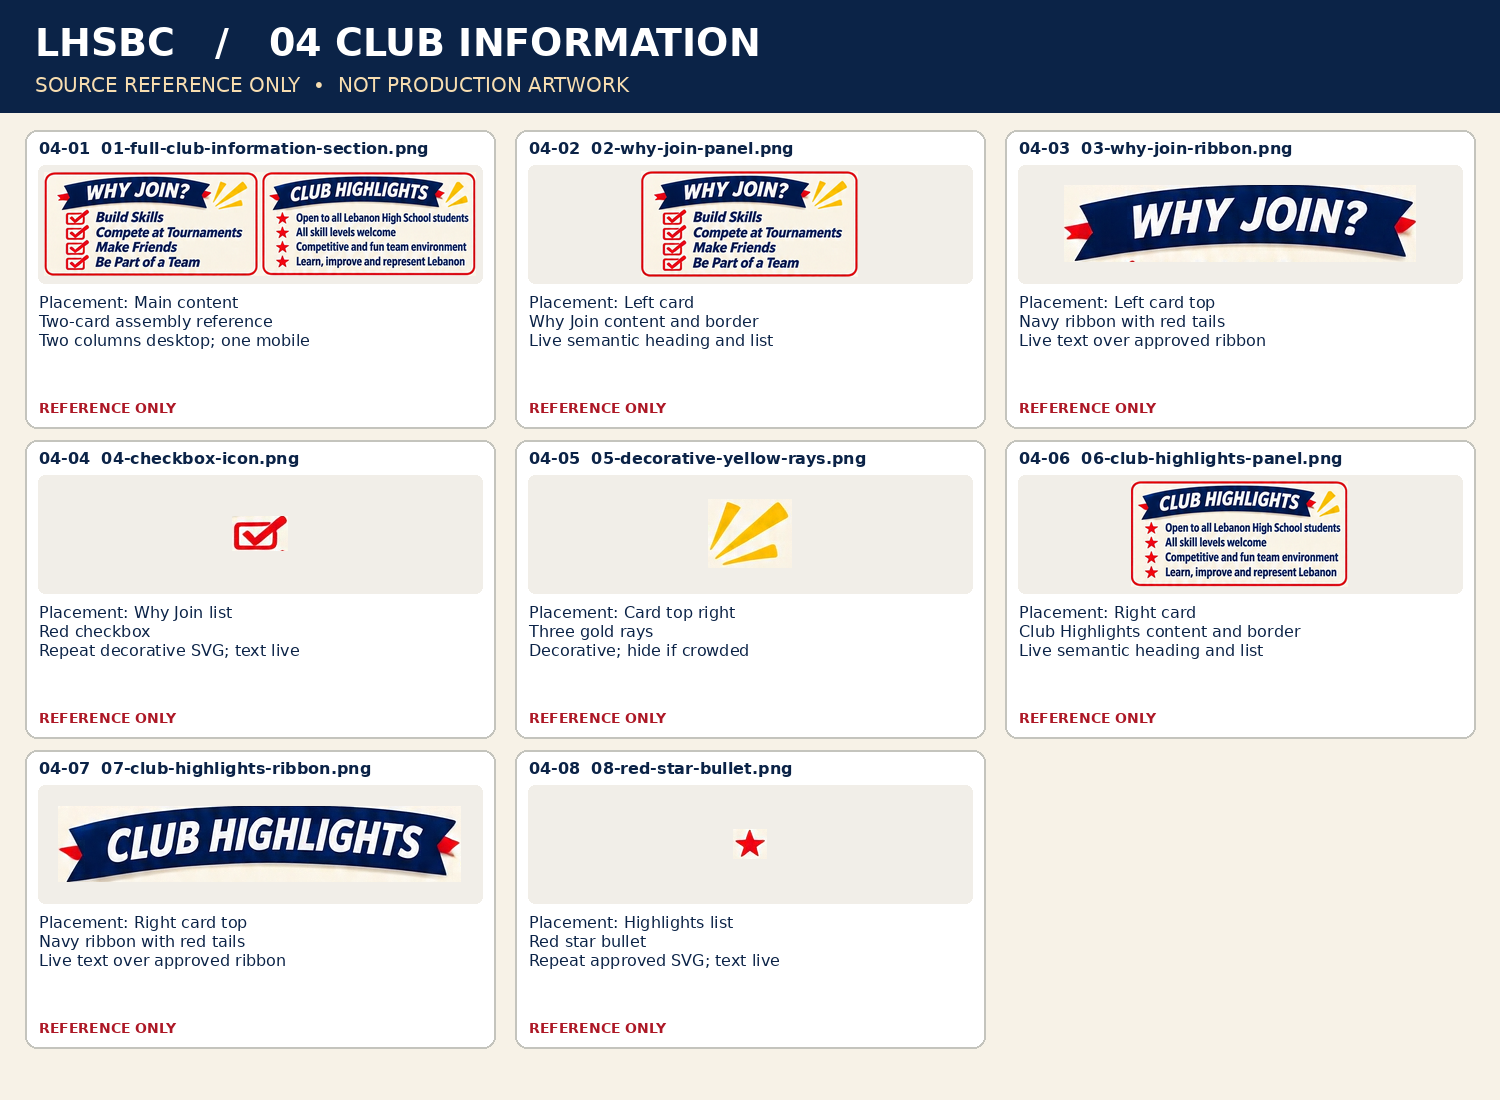 LHSBC / 04 CLUB INFORMATION
SOURCE REFERENCE ONLY • NOT PRODUCTION ARTWORK
04-01 01-full-club-information-section.png
WHY JOIN?
Build Skills
Compete at Tournaments
Make Friends
Be Part of a Team
CLUB HIGHLIGHTS
Open to all Lebanon High School students
All skill levels welcome
Competitive and fun team environment
Learn, improve and represent Lebanon
Placement: Main content
Two-card assembly reference
Two columns desktop; one mobile
REFERENCE ONLY
04-02 02-why-join-panel.png
WHY JOIN?
Build Skills
Compete at Tournaments
Make Friends
Be Part of a Team
Placement: Left card
Why Join content and border
Live semantic heading and list
REFERENCE ONLY
04-03 03-why-join-ribbon.png
WHY JOIN?
Placement: Left card top
Navy ribbon with red tails
Live text over approved ribbon
REFERENCE ONLY
04-04 04-checkbox-icon.png
Placement: Why Join list
Red checkbox
Repeat decorative SVG; text live
REFERENCE ONLY
04-05 05-decorative-yellow-rays.png
Placement: Card top right
Three gold rays
Decorative; hide if crowded
REFERENCE ONLY
04-06 06-club-highlights-panel.png
CLUB HIGHLIGHTS
Open to all Lebanon High School students
All skill levels welcome
Competitive and fun team environment
Learn, improve and represent Lebanon
Placement: Right card
Club Highlights content and border
Live semantic heading and list
REFERENCE ONLY
04-07 07-club-highlights-ribbon.png
CLUB HIGHLIGHTS
Placement: Right card top
Navy ribbon with red tails
Live text over approved ribbon
REFERENCE ONLY
04-08 08-red-star-bullet.png
Placement: Highlights list
Red star bullet
Repeat approved SVG; text live
REFERENCE ONLY